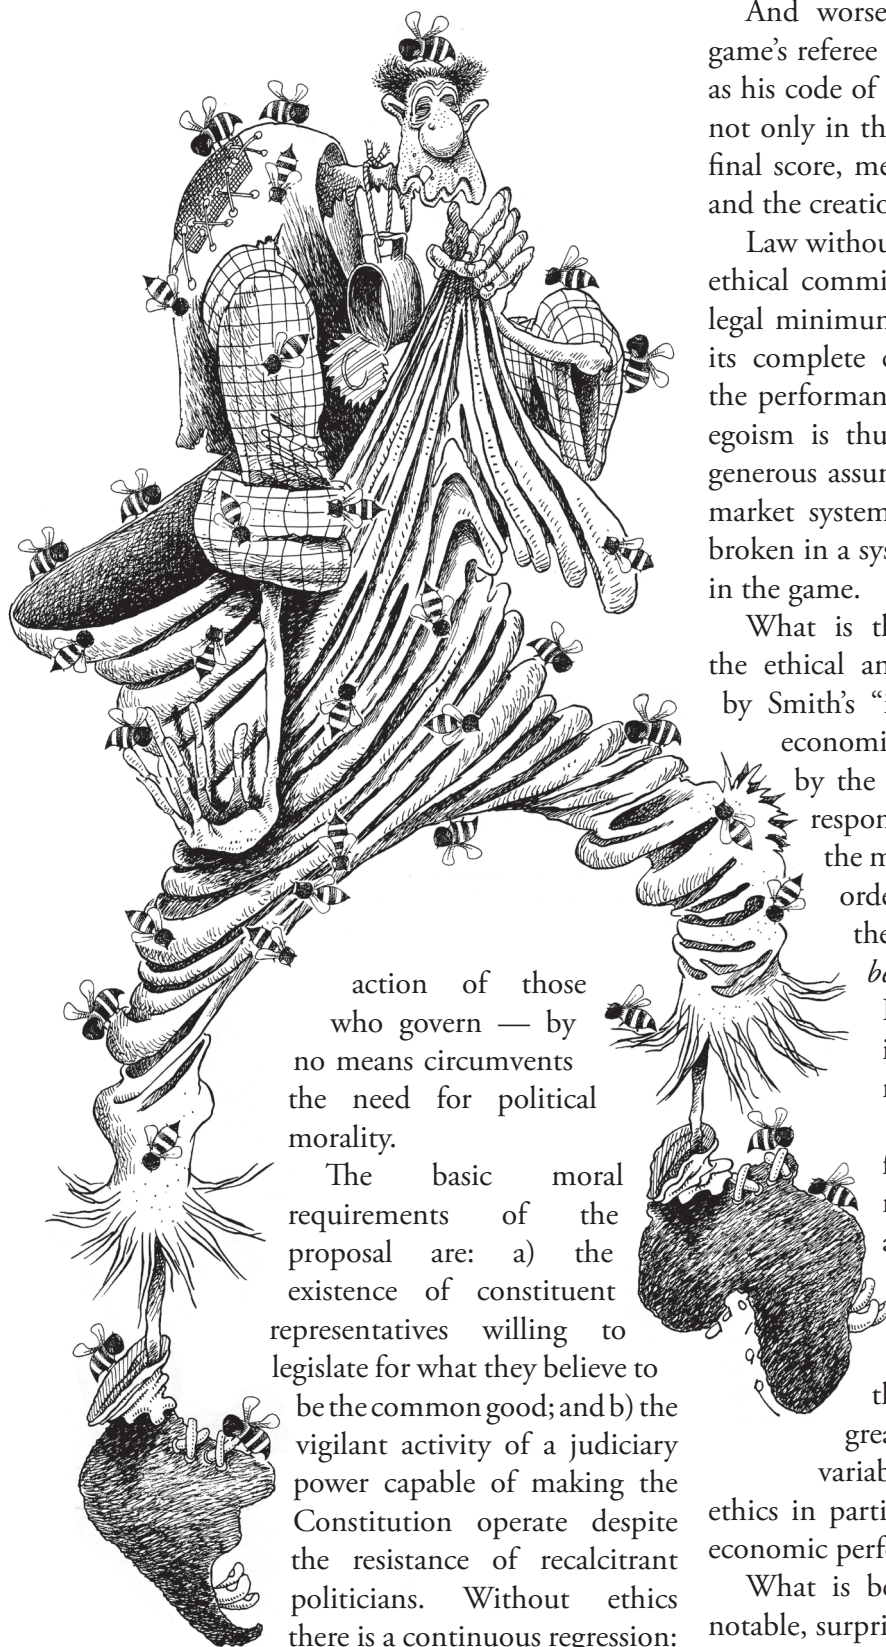 action of those
who govern — by
no means circumvents
the need for political
morality.
The basic moral
requirements of the
proposal are: a) the
existence of constituent
representatives willing to
legislate for what they believe to
be the common good; and b) the
vigilant activity of a judiciary
power capable of making the
Constitution operate despite
the resistance of recalcitrant
politicians. Without ethics
there is a continuous regression:
And worse
game’s referee
as his code of
not only in th
final score, me
and the creatio
Law withou
ethical commi
legal minimu
its complete
the performan
egoism is thu
generous assu
market system
broken in a sys
in the game.
What is th
the ethical an
by Smith’s “i
economi
by the
respon
the m
orde
the
be
i
f
a
th
grea
variab
ethics in parti
economic perf
What is be
notable, surpri